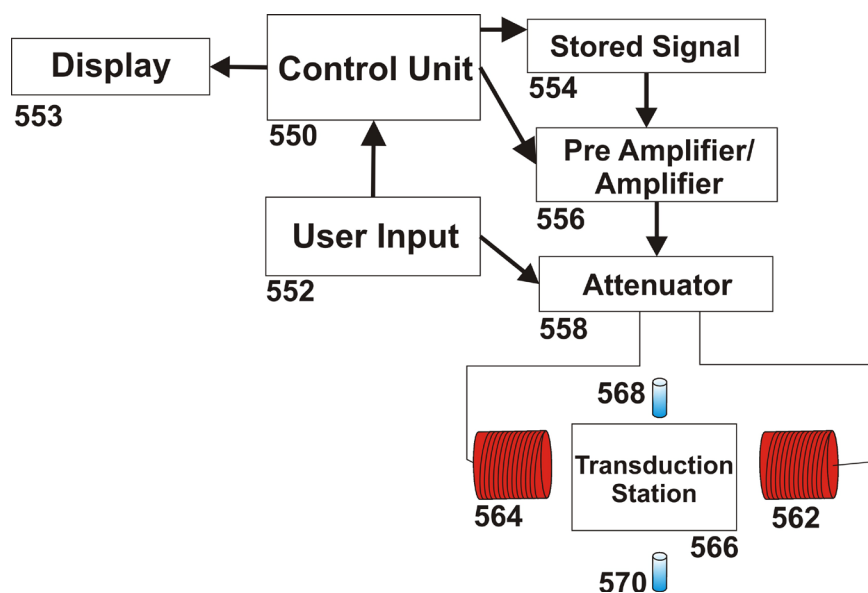 Display
553
Control Unit
550
Stored Signal
554
Pre Amplifier/
Amplifier
556
User Input
552
Attenuator
558
568
Transduction
Station
564
562
566
570